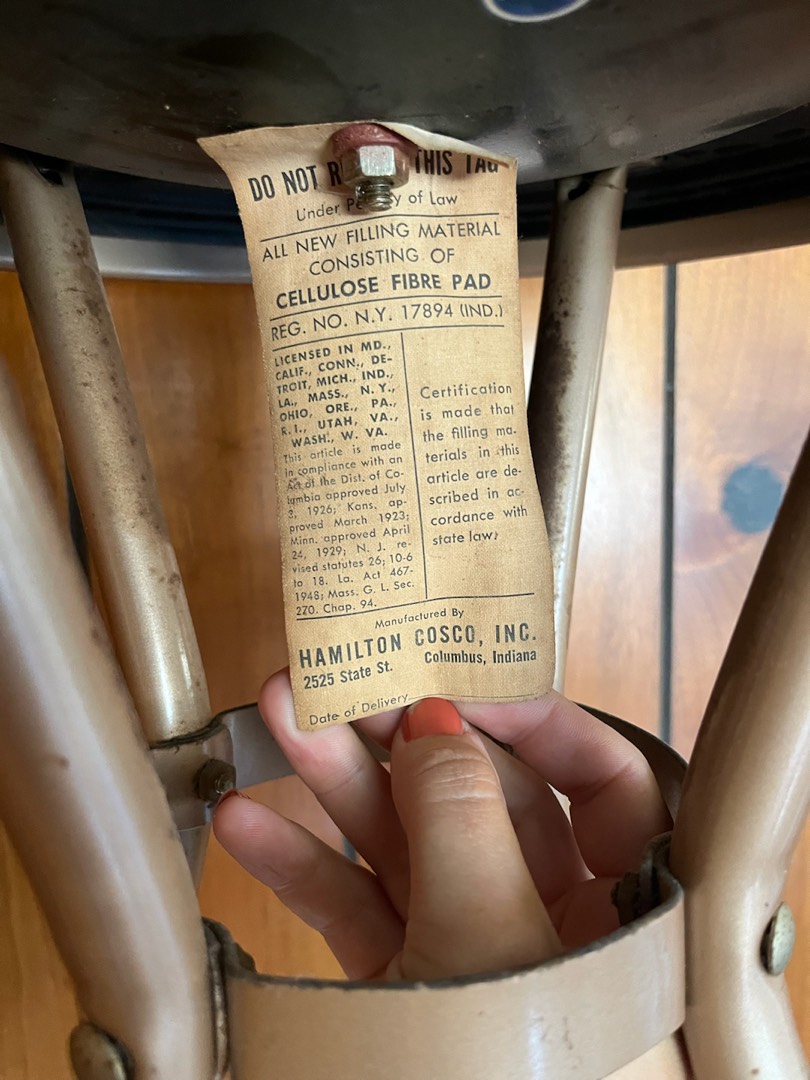 DO NOT THIS TAG
Under of Law
ALL NEW FILLING MATERIAL
CONSISTING OF
CELLULOSE FIBRE PAD
REG. NO. N.Y. 17894 (IND.)
LICENSED IN MD.,
CALIF., CONN., DE-
TROIT, MICH., IND.,
LA., MASS., N.Y.,
OHIO, ORE., PA.,
R.I., UTAH, VA.,
WASH., W. VA.
This article is made
in compliance with an
Act of the Dist. of Co-
lumbia approved July
3, 1926; Kans. ap-
proved March 1923;
Minn. approved April
24, 1929; N. J. re-
vised statutes 26; 10-6
to 18. La. Act 467-
1948; Mass. G. L. Sec.
270. Chap. 94.
Certification
is made that
the filling ma-
terials in this
article are de-
scribed in ac-
cordance with
state law.
Manufactured By
HAMILTON COSCO, INC.
2525 State St. Columbus, Indiana
Date of Delivery